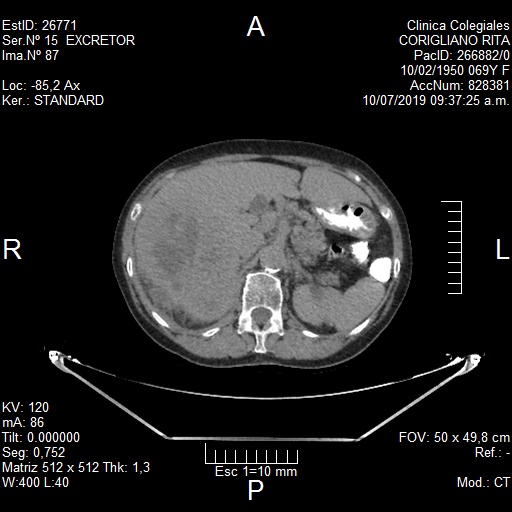 EstID: 26771
Ser.Nº 15  EXCRETOR
Ima.Nº 87
Loc: -85,2 Ax
Ker.: STANDARD
A
Clinica Colegiales
CORIGLIANO RITA
PacID: 266882/0
10/02/1950 069Y F
AccNum: 828381
10/07/2019 09:37:25 a.m.
R
L
KV: 120
mA: 86
Tilt: 0.000000
Seg: 0,752
Matriz 512 x 512 Thk: 1,3
W:400 L:40
Esc 1=10 mm
P
FOV: 50 x 49,8 cm
Ref.: -
Mod.: CT